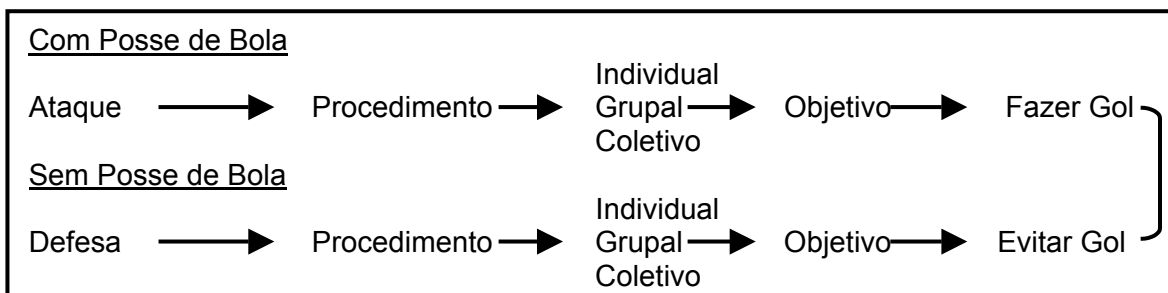 Com Posse de Bola
Individual
Ataque Procedimento Grupal Objetivo Fazer Gol
Coletivo
Sem Posse de Bola
Individual
Defesa Procedimento Grupal Objetivo Evitar Gol
Coletivo